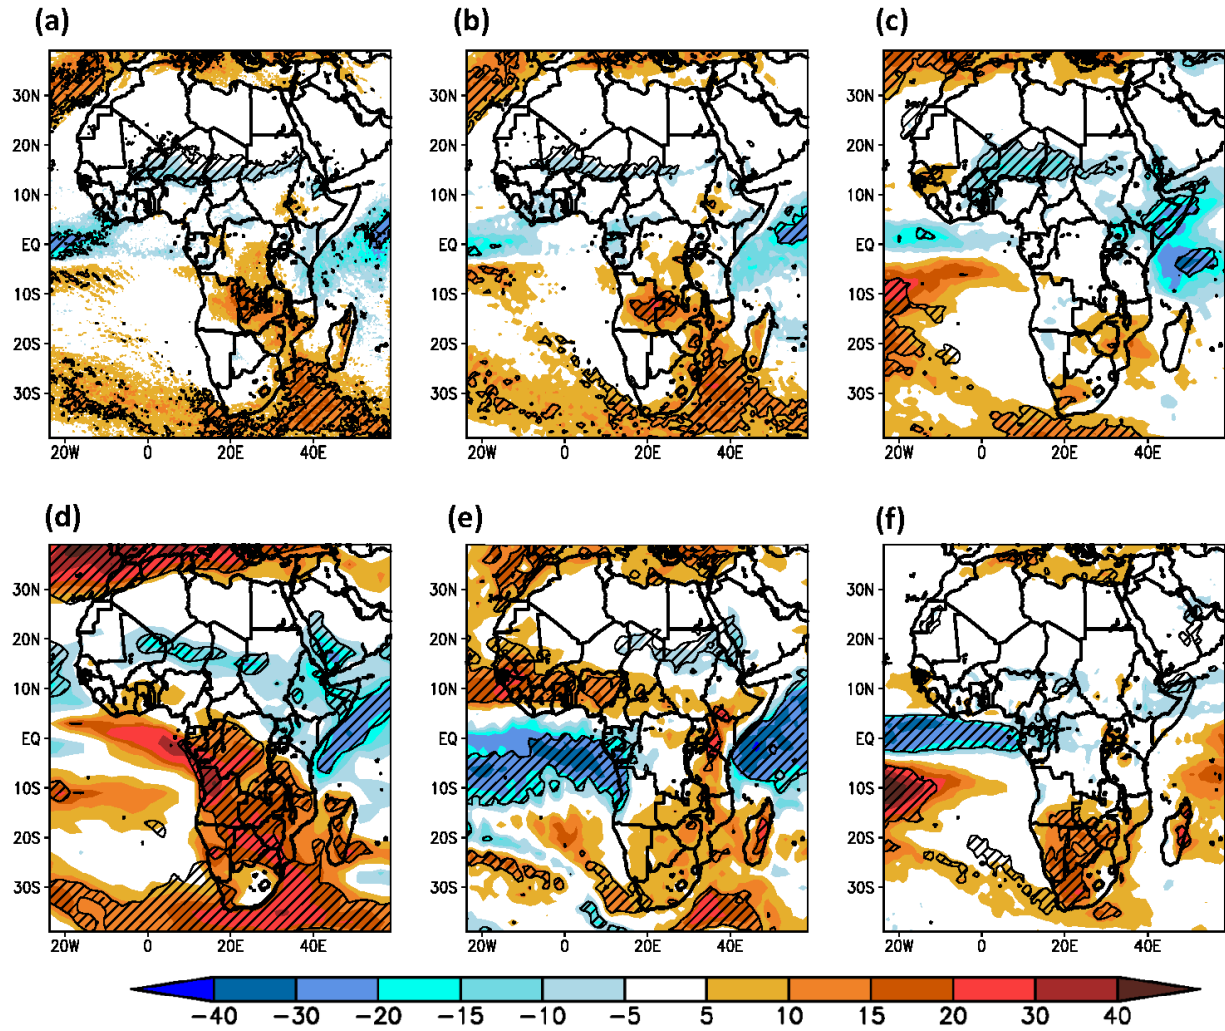 (a) (b) (c)
30N 30N 30N
20N 20N 20N
10N 10N 10N
EQ EQ EQ
10S 10S 10S
20S 20S 20S
30S 30S 30S
20W 0 20E 40E 20W 0 20E 40E 20W 0 20E 40E
(d) (e) (f)
30N 30N 30N
20N 20N 20N
10N 10N 10N
EQ EQ EQ
10S 10S 10S
20S 20S 20S
30S 30S 30S
20W 0 20E 40E 20W 0 20E 40E 20W 0 20E 40E
−40 −30 −20 −15 −10 −5 5 10 15 20 30 40